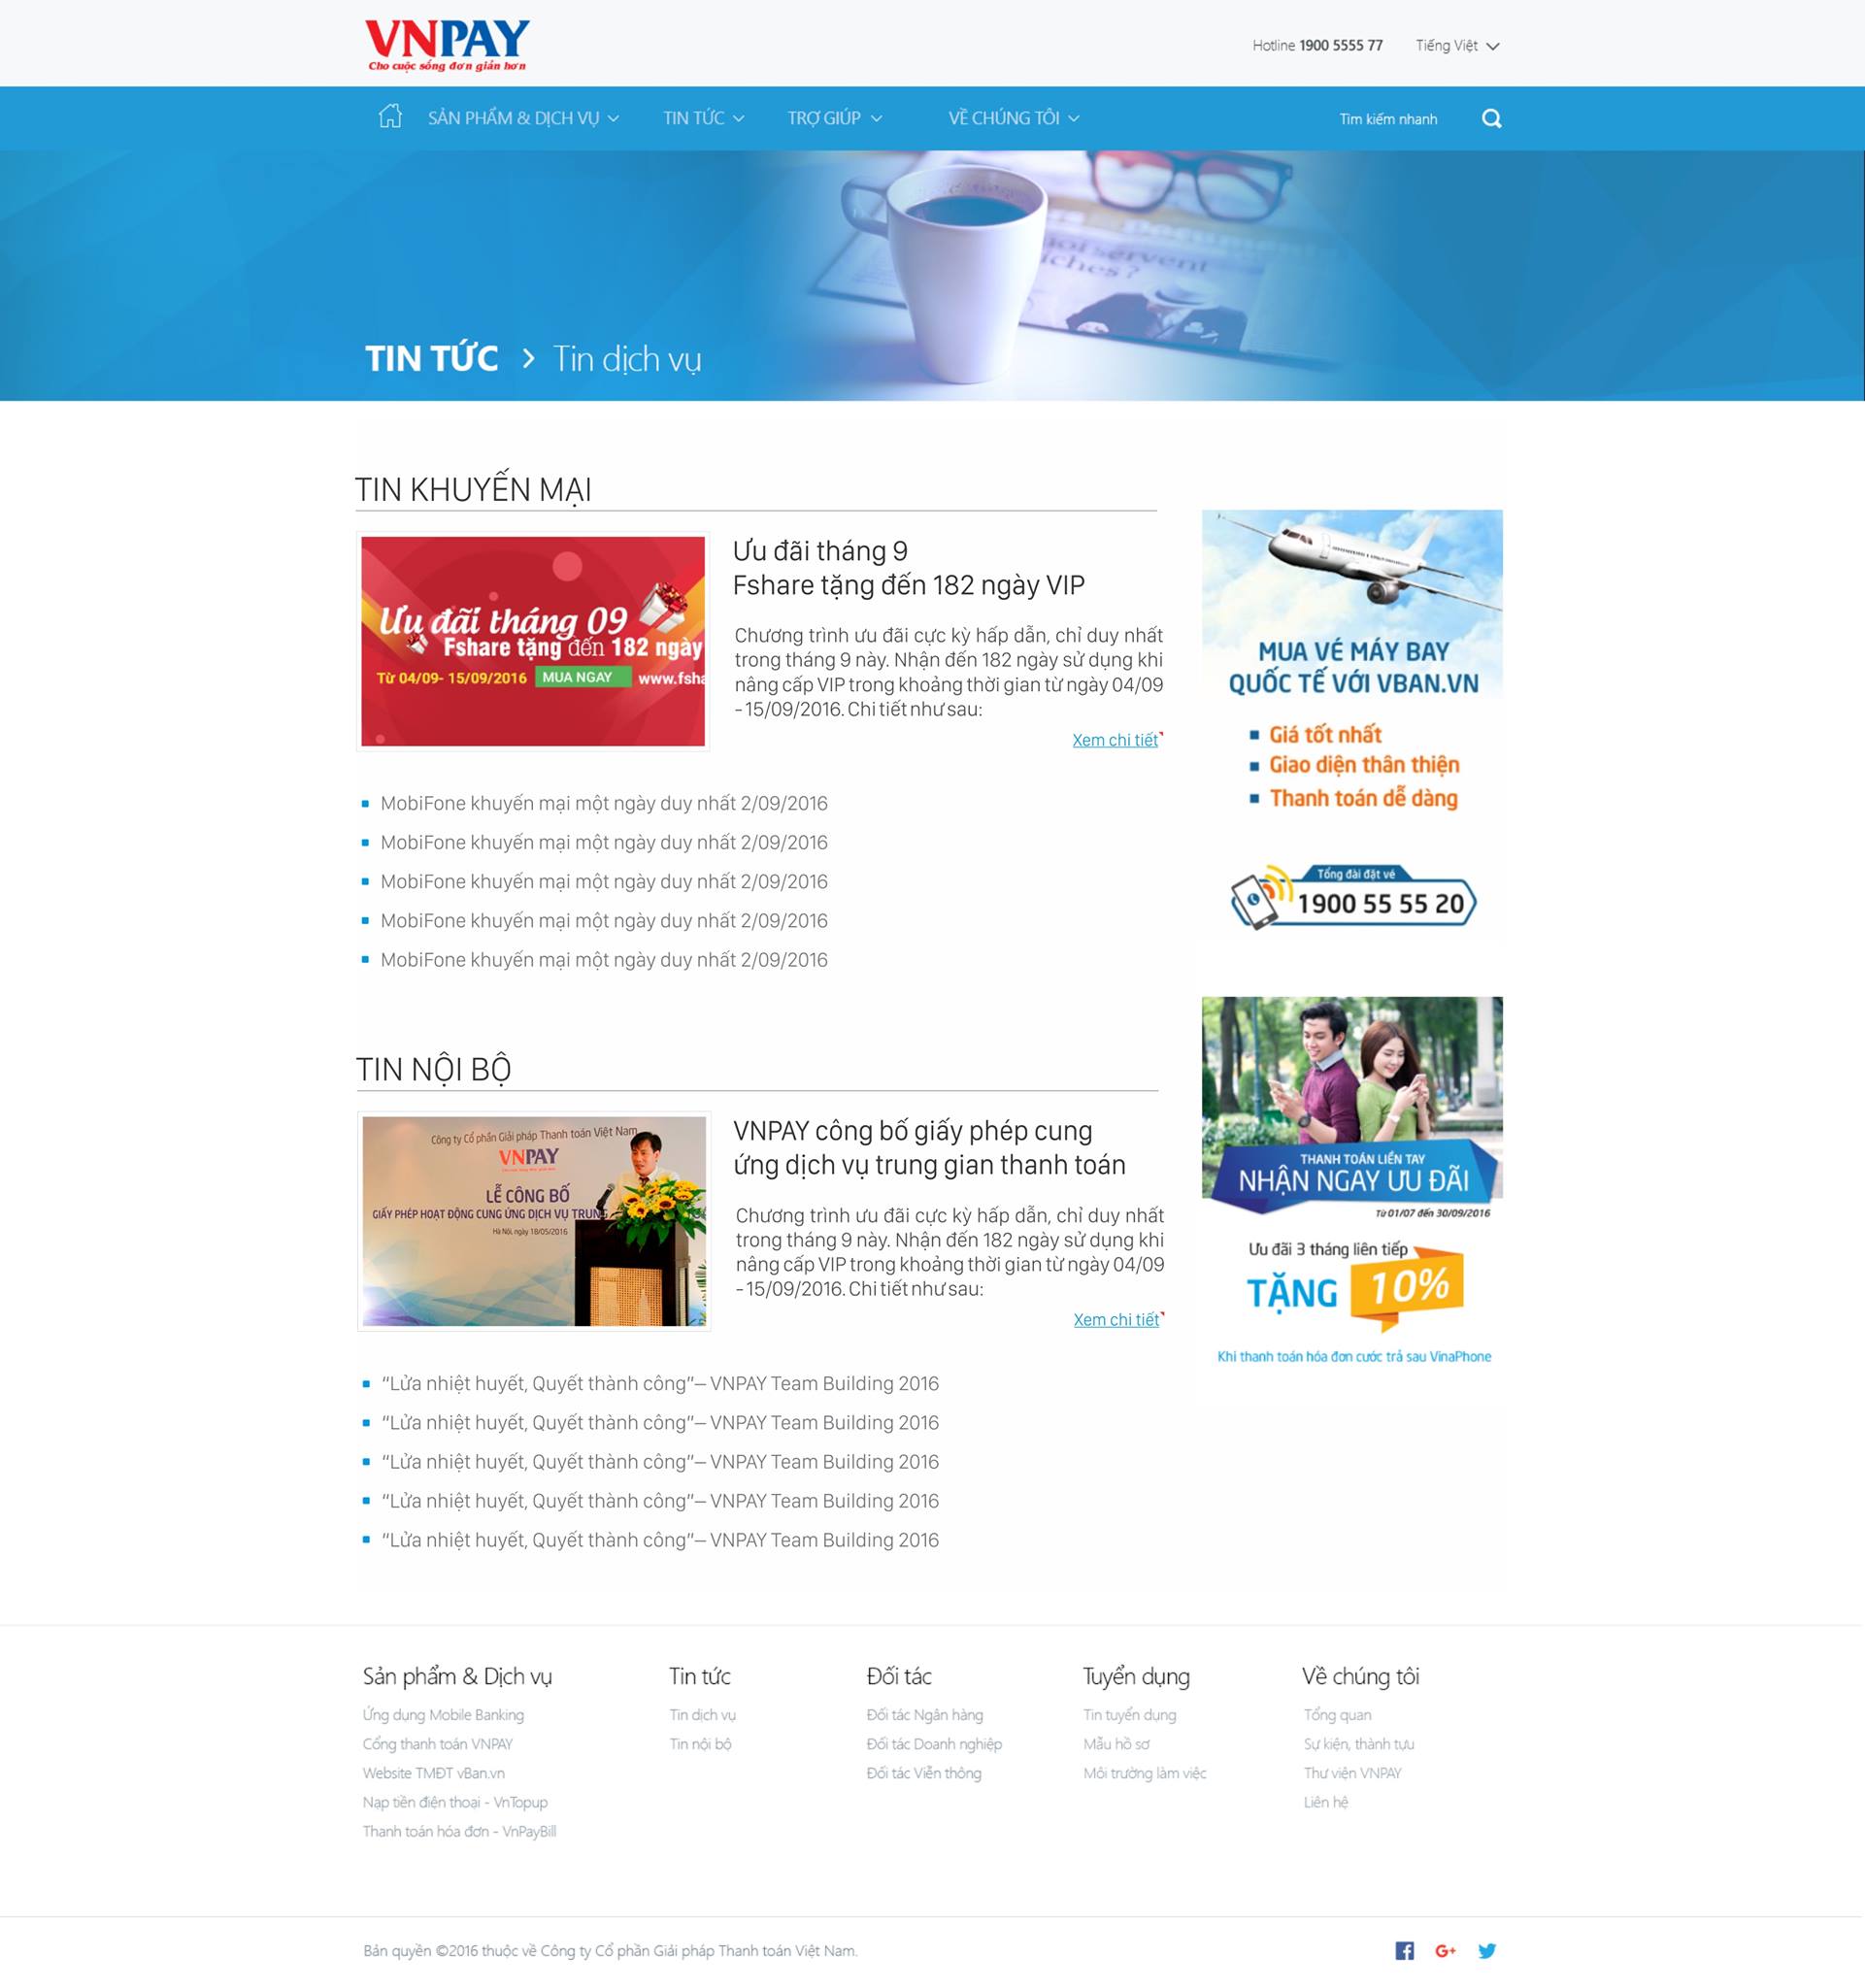 VNPAY
Cho cuộc sống đơn giản hơn
Hotline 1900 5555 77
Tiếng Việt
SẢN PHẨM & DỊCH VỤ
TIN TỨC
TRỢ GIÚP
VỀ CHÚNG TÔI
Tìm kiếm nhanh
TIN TỨC > Tin dịch vụ
TIN KHUYẾN MẠI
Ưu đãi tháng 09
Fshare tặng đến 182 ngày
Từ 04/09- 15/09/2016
MUA NGAY
www.fsha
Ưu đãi tháng 9
Fshare tặng đến 182 ngày VIP
Chương trình ưu đãi cực kỳ hấp dẫn, chỉ duy nhất
trong tháng 9 này. Nhận đến 182 ngày sử dụng khi
nâng cấp VIP trong khoảng thời gian từ ngày 04/09
- 15/09/2016. Chi tiết như sau:
Xem chi tiết
MobiFone khuyến mại một ngày duy nhất 2/09/2016
MobiFone khuyến mại một ngày duy nhất 2/09/2016
MobiFone khuyến mại một ngày duy nhất 2/09/2016
MobiFone khuyến mại một ngày duy nhất 2/09/2016
MobiFone khuyến mại một ngày duy nhất 2/09/2016
MUA VÉ MÁY BAY
QUỐC TẾ VỚI VBAN.VN
Giá tốt nhất
Giao diện thân thiện
Thanh toán dễ dàng
Tổng đài đặt vé
1900 55 55 20
TIN NỘI BỘ
Công ty Cổ phần Giải pháp Thanh toán Việt Nam
VNPAY
LỄ CÔNG BỐ
GIẤY PHÉP HOẠT ĐỘNG CUNG ỨNG DỊCH VỤ TRUNG
Hà Nội, ngày 18/05/2016
VNPAY công bố giấy phép cung
ứng dịch vụ trung gian thanh toán
Chương trình ưu đãi cực kỳ hấp dẫn, chỉ duy nhất
trong tháng 9 này. Nhận đến 182 ngày sử dụng khi
nâng cấp VIP trong khoảng thời gian từ ngày 04/09
- 15/09/2016. Chi tiết như sau:
Xem chi tiết
“Lửa nhiệt huyết, Quyết thành công”– VNPAY Team Building 2016
“Lửa nhiệt huyết, Quyết thành công”– VNPAY Team Building 2016
“Lửa nhiệt huyết, Quyết thành công”– VNPAY Team Building 2016
“Lửa nhiệt huyết, Quyết thành công”– VNPAY Team Building 2016
“Lửa nhiệt huyết, Quyết thành công”– VNPAY Team Building 2016
THANH TOÁN LIỀN TAY
NHẬN NGAY ƯU ĐÃI
Từ 01/07 đến 30/09/2016
Ưu đãi 3 tháng liên tiếp
TẶNG 10%
Khi thanh toán hóa đơn cước trả sau VinaPhone
Sản phẩm & Dịch vụ
Ứng dụng Mobile Banking
Cổng thanh toán VNPAY
Website TMĐT vBan.vn
Nạp tiền điện thoại - VnTopup
Thanh toán hóa đơn - VnPayBill
Tin tức
Tin dịch vụ
Tin nội bộ
Đối tác
Đối tác Ngân hàng
Đối tác Doanh nghiệp
Đối tác Viễn thông
Tuyển dụng
Tin tuyển dụng
Mẫu hồ sơ
Môi trường làm việc
Về chúng tôi
Tổng quan
Sự kiện, thành tựu
Thư viện VNPAY
Liên hệ
Bản quyền ©2016 thuộc về Công ty Cổ phần Giải pháp Thanh toán Việt Nam.